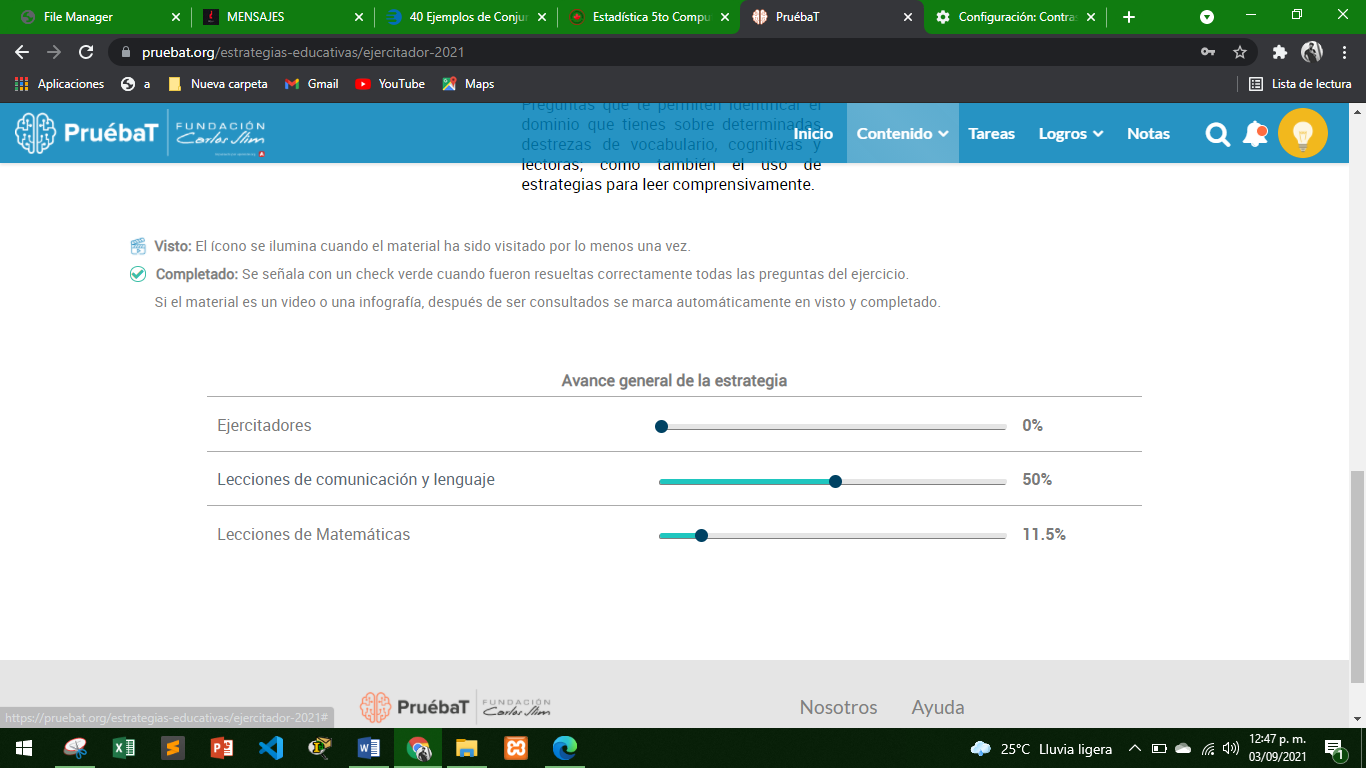 File Manager
MENSAJES
40 Ejemplos de Conjun
Estadística 5to Compu
PruébaT
Configuración: Contras
pruebat.org/estrategias-educativas/ejercitador-2021
Aplicaciones
a
Nueva carpeta
Gmail
YouTube
Maps
Lista de lectura
PruébaT
FUNDACIÓN
Carlos Slim
Inicio
Contenido
Tareas
Logros
Notas
Preguntas que te permiten identificar el
dominio que tienes sobre determinadas
destrezas de vocabulario, cognitivas y
lectoras; como también el uso de
estrategias para leer comprensivamente.
Visto: El ícono se ilumina cuando el material ha sido visitado por lo menos una vez.
Completado: Se señala con un check verde cuando fueron resueltas correctamente todas las preguntas del ejercicio.
Si el material es un video o una infografía, después de ser consultados se marca automáticamente en visto y completado.
Avance general de la estrategia
Ejercitadores 0%
Lecciones de comunicación y lenguaje 50%
Lecciones de Matemáticas 11.5%
PruébaT
FUNDACIÓN
Carlos Slim
Nosotros
Ayuda
https://pruebat.org/estrategias-educativas/ejercitador-2021#
25°C Lluvia ligera
12:47 p. m.
03/09/2021
1